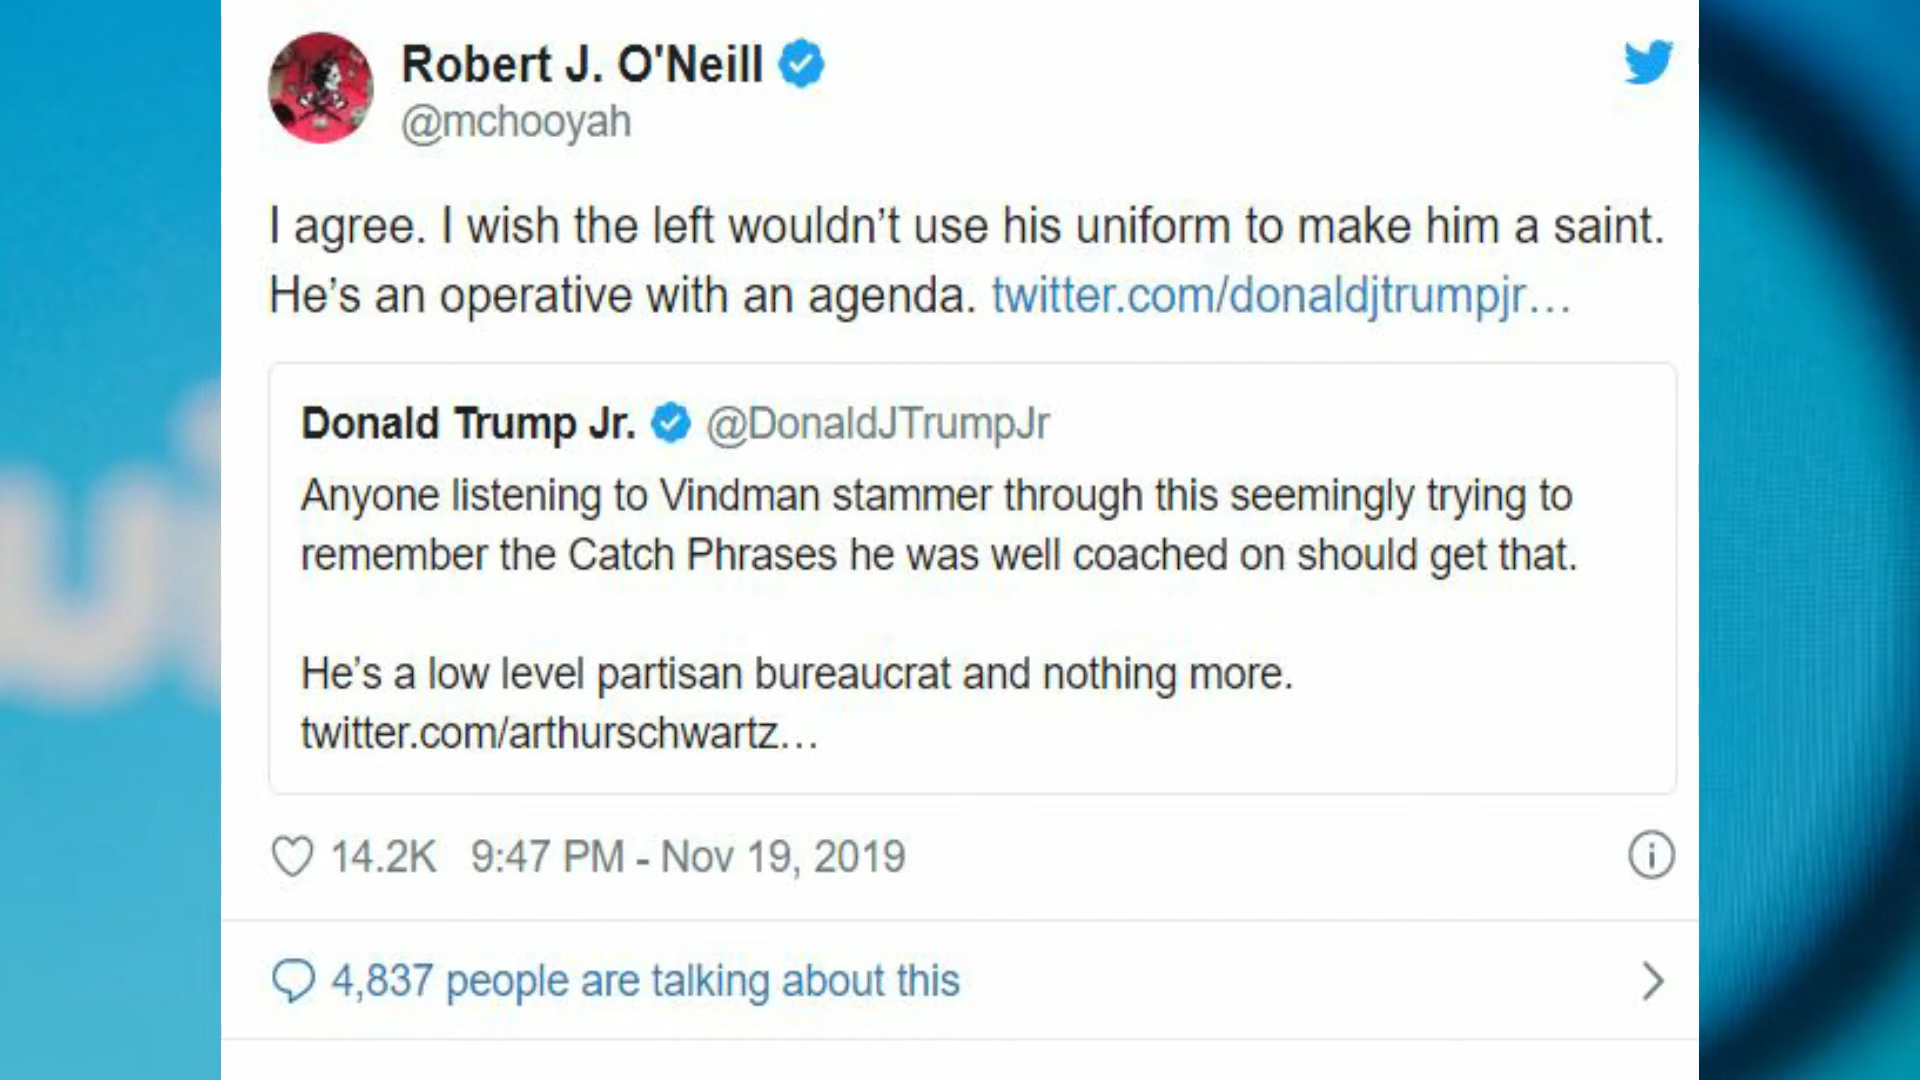 Robert J. O'Neill
@mchooyah
I agree. I wish the left wouldn’t use his uniform to make him a saint.
He’s an operative with an agenda. twitter.com/donaldjtrumpjr…
Donald Trump Jr. @DonaldJTrumpJr
Anyone listening to Vindman stammer through this seemingly trying to
remember the Catch Phrases he was well coached on should get that.
He’s a low level partisan bureaucrat and nothing more.
twitter.com/arthurschwartz…
14.2K 9:47 PM - Nov 19, 2019
4,837 people are talking about this